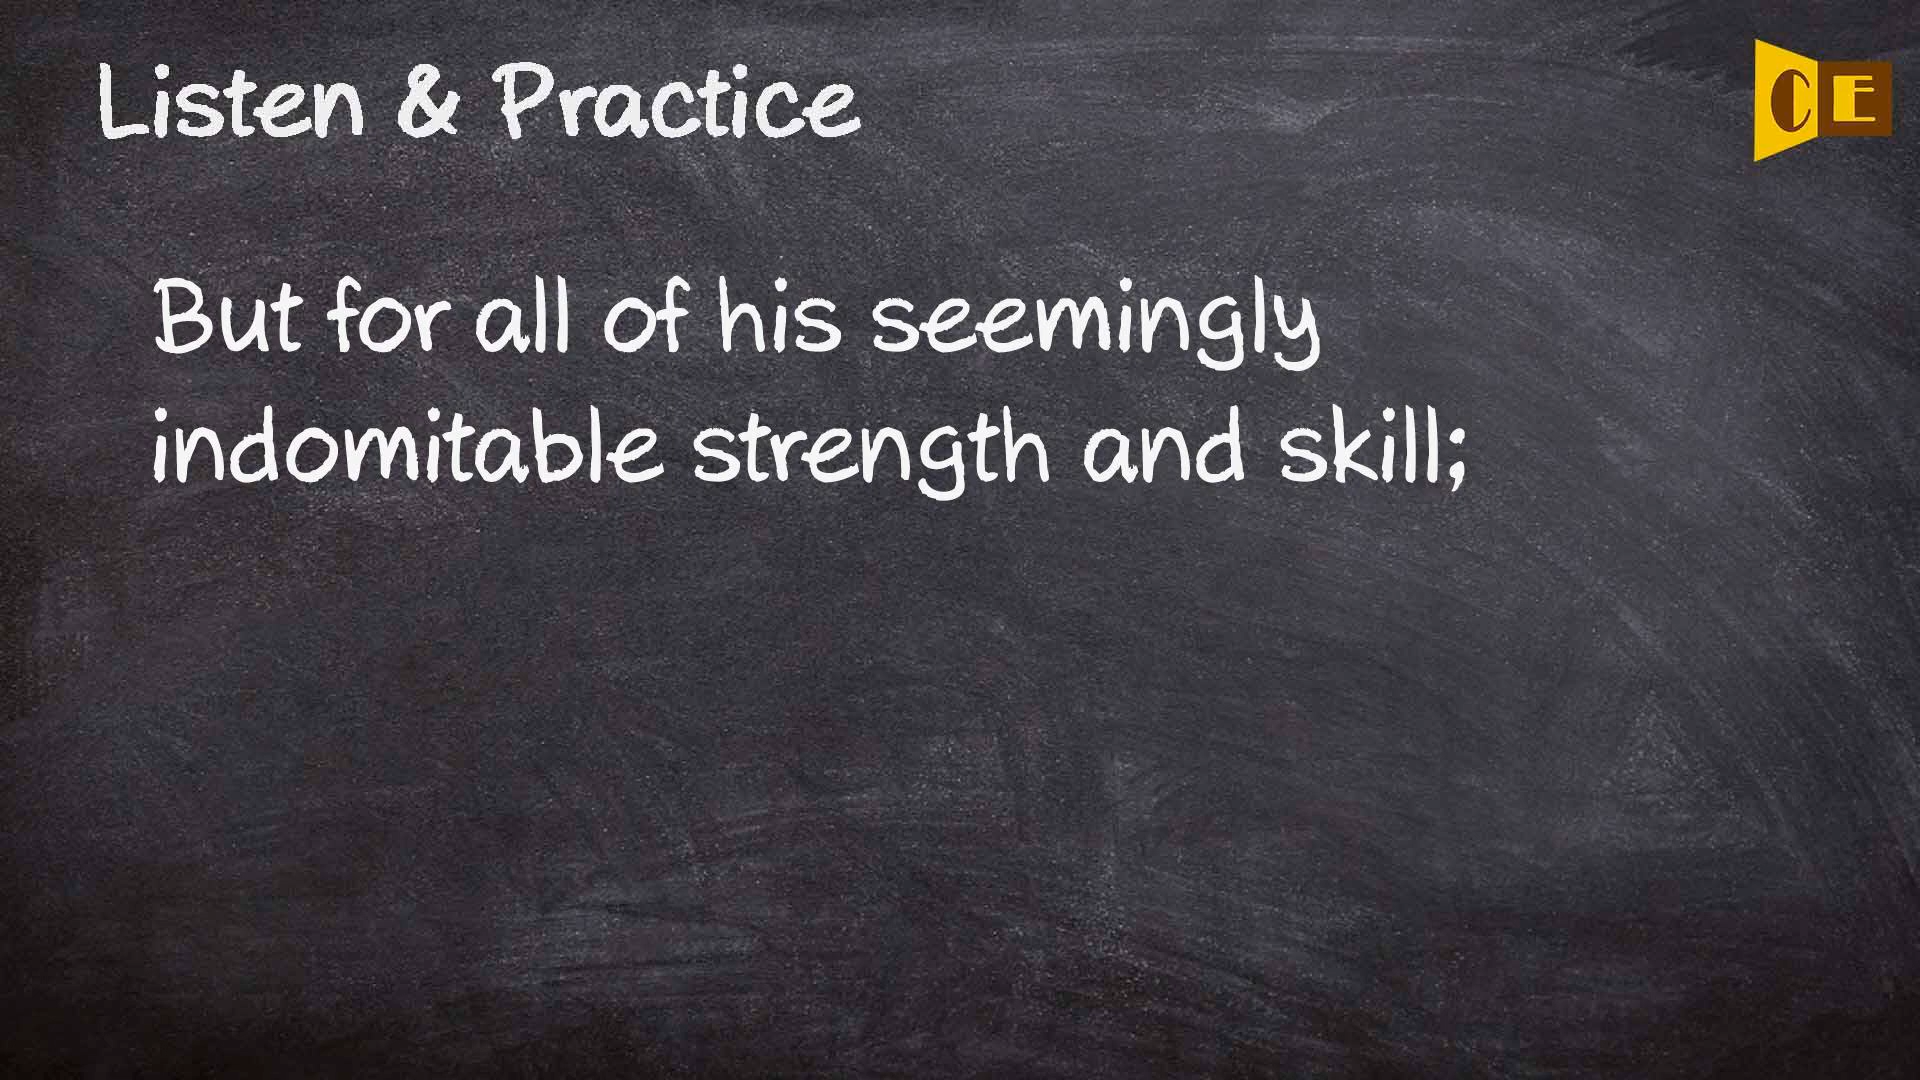 Listen & Practice
CE
But for all of his seemingly
indomitable strength and skill;